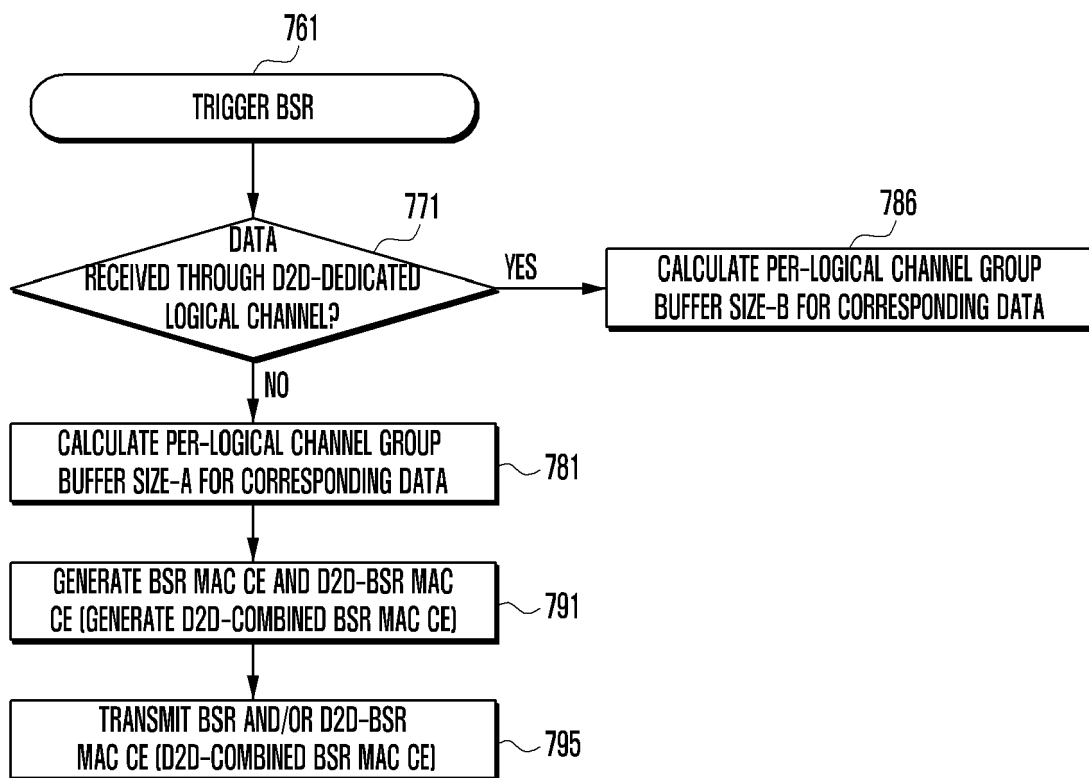 761
TRIGGER BSR
771
DATA
RECEIVED THROUGH D2D-DEDICATED
LOGICAL CHANNEL?
YES
786
CALCULATE PER-LOGICAL CHANNEL GROUP
BUFFER SIZE-B FOR CORRESPONDING DATA
NO
CALCULATE PER-LOGICAL CHANNEL GROUP
BUFFER SIZE-A FOR CORRESPONDING DATA
781
GENERATE BSR MAC CE AND D2D-BSR MAC
CE (GENERATE D2D-COMBINED BSR MAC CE)
791
TRANSMIT BSR AND/OR D2D-BSR
MAC CE (D2D-COMBINED BSR MAC CE)
795